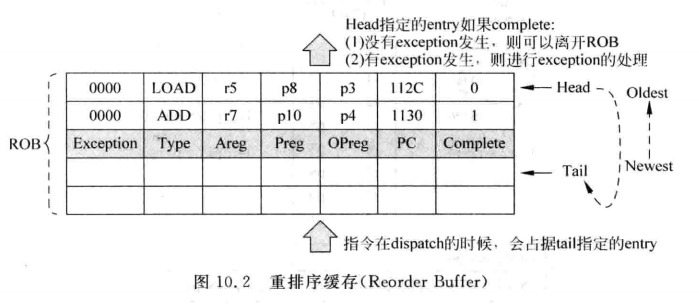 Head指定的entry如果complete:
(1)没有exception发生，则可以离开ROB
(2)有exception发生，则进行exception的处理
0000 LOAD r5 p8 p3 112C 0 Head Oldest
0000 ADD r7 p10 p4 1130 1
ROB Exception Type Areg Preg OPreg PC Complete
Newest
Tail
指令在dispatch的时候，会占据tail指定的entry
图 10.2 重排序缓存(Reorder Buffer)